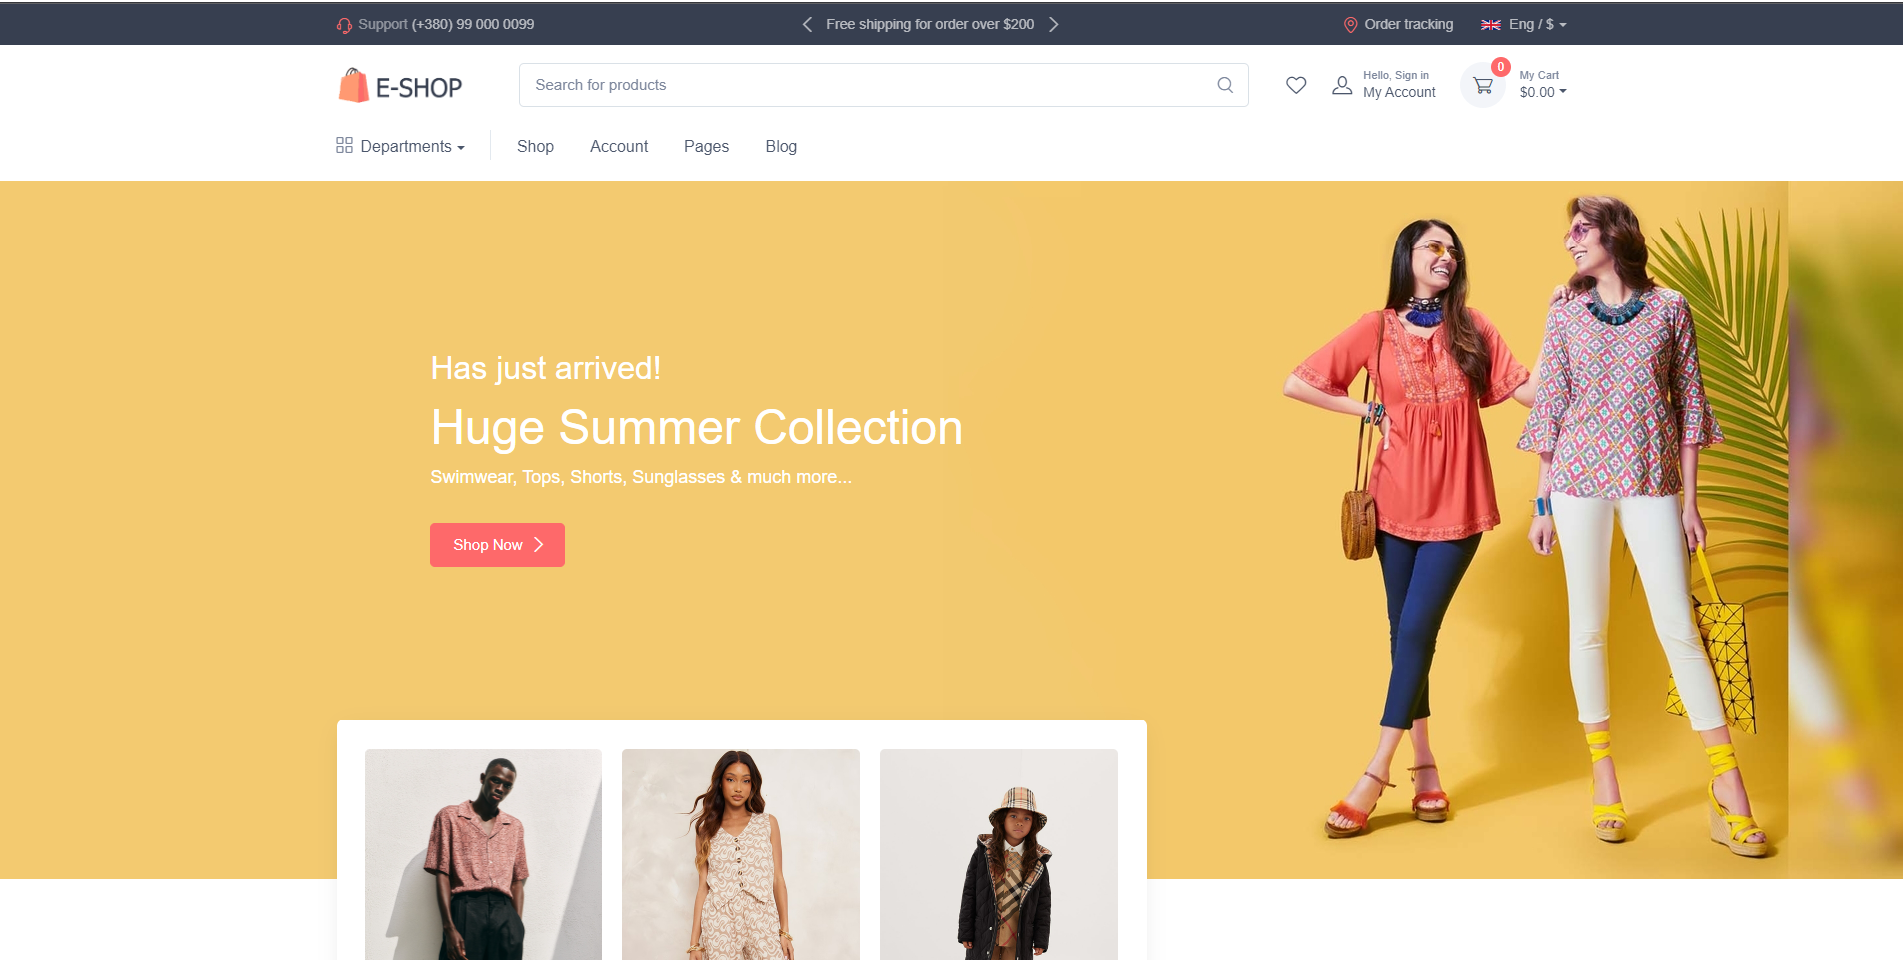 Support (+380) 99 000 0099
Free shipping for order over $200
Order tracking
Eng / $
E-SHOP
Search for products
Hello, Sign in
My Account
0
My Cart
$0.00
Departments
Shop
Account
Pages
Blog
Has just arrived!
Huge Summer Collection
Swimwear, Tops, Shorts, Sunglasses & much more...
Shop Now